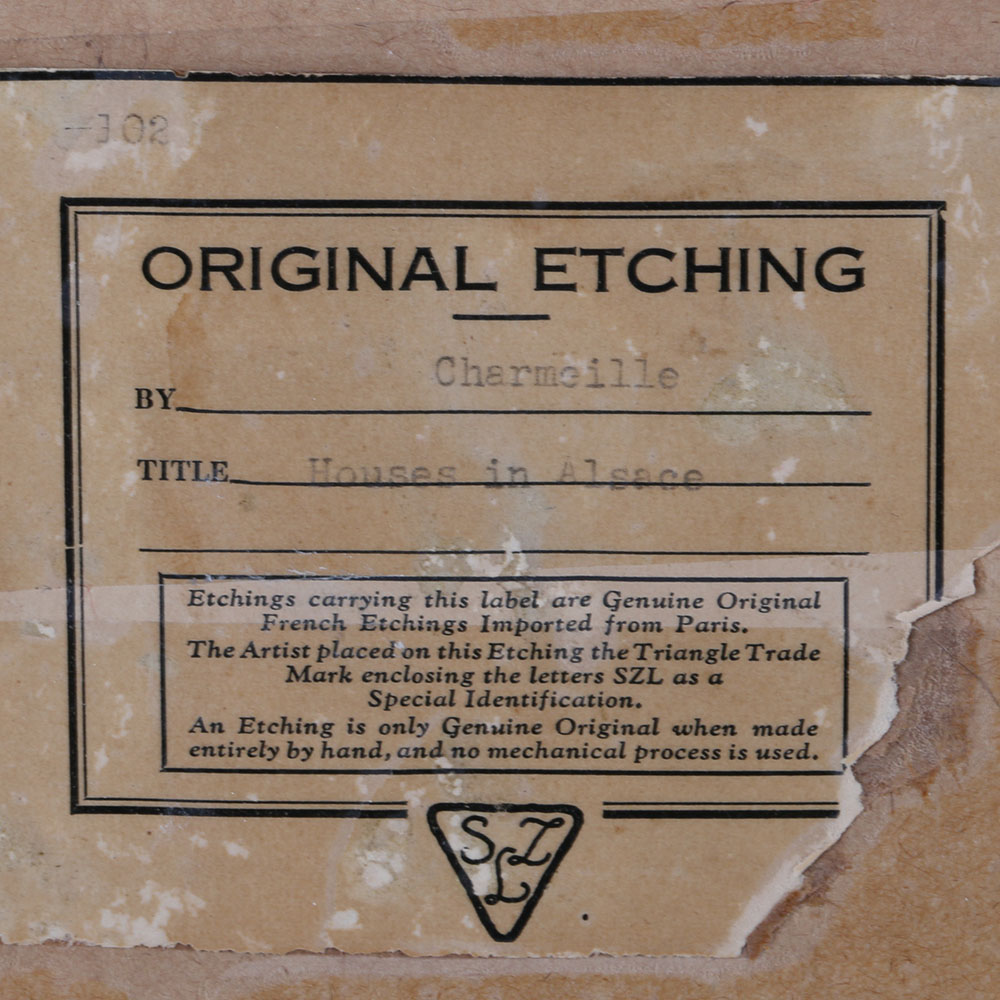 -102
ORIGINAL ETCHING
Charmeille
BY
TITLE Houses in Alsace
Etchings carrying this label are Genuine Original
French Etchings Imported from Paris.
The Artist placed on this Etching the Triangle Trade
Mark enclosing the letters SZL as a
Special Identification.
An Etching is only Genuine Original when made
entirely by hand, and no mechanical process is used.
SZL